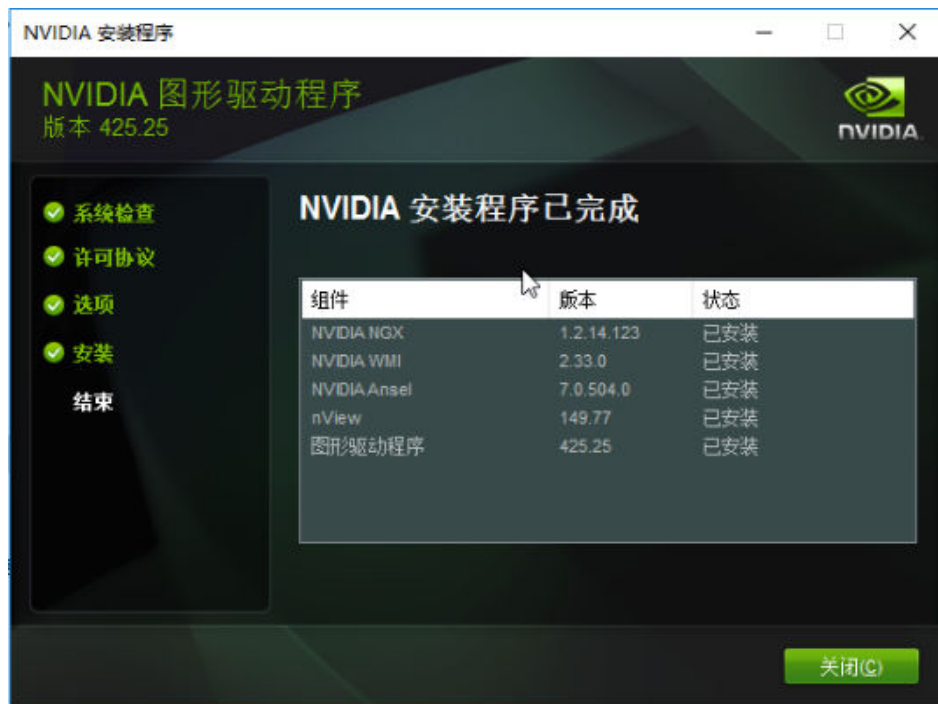 NVIDIA 安装程序
NVIDIA 图形驱动程序
版本 425.25
NVIDIA
系统检查
许可协议
选项
安装
结束
NVIDIA 安装程序已完成
组件 版本 状态
NVIDIA NGX 1.2.14.123 已安装
NVIDIA WMI 2.33.0 已安装
NVIDIA Ansel 7.0.504.0 已安装
nView 149.77 已安装
图形驱动程序 425.25 已安装
关闭(C)